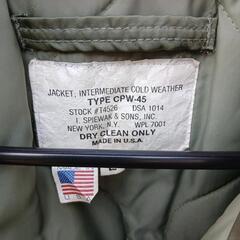 JACKET, INTERMEDIATE COLD WEATHER
TYPE CPW-45
STOCK #T4526 DSA 1014
I. SPIEWAK & SONS, INC.
NEW YORK, N.Y. WPL 7001
DRY CLEAN ONLY
MADE IN U.S.A.